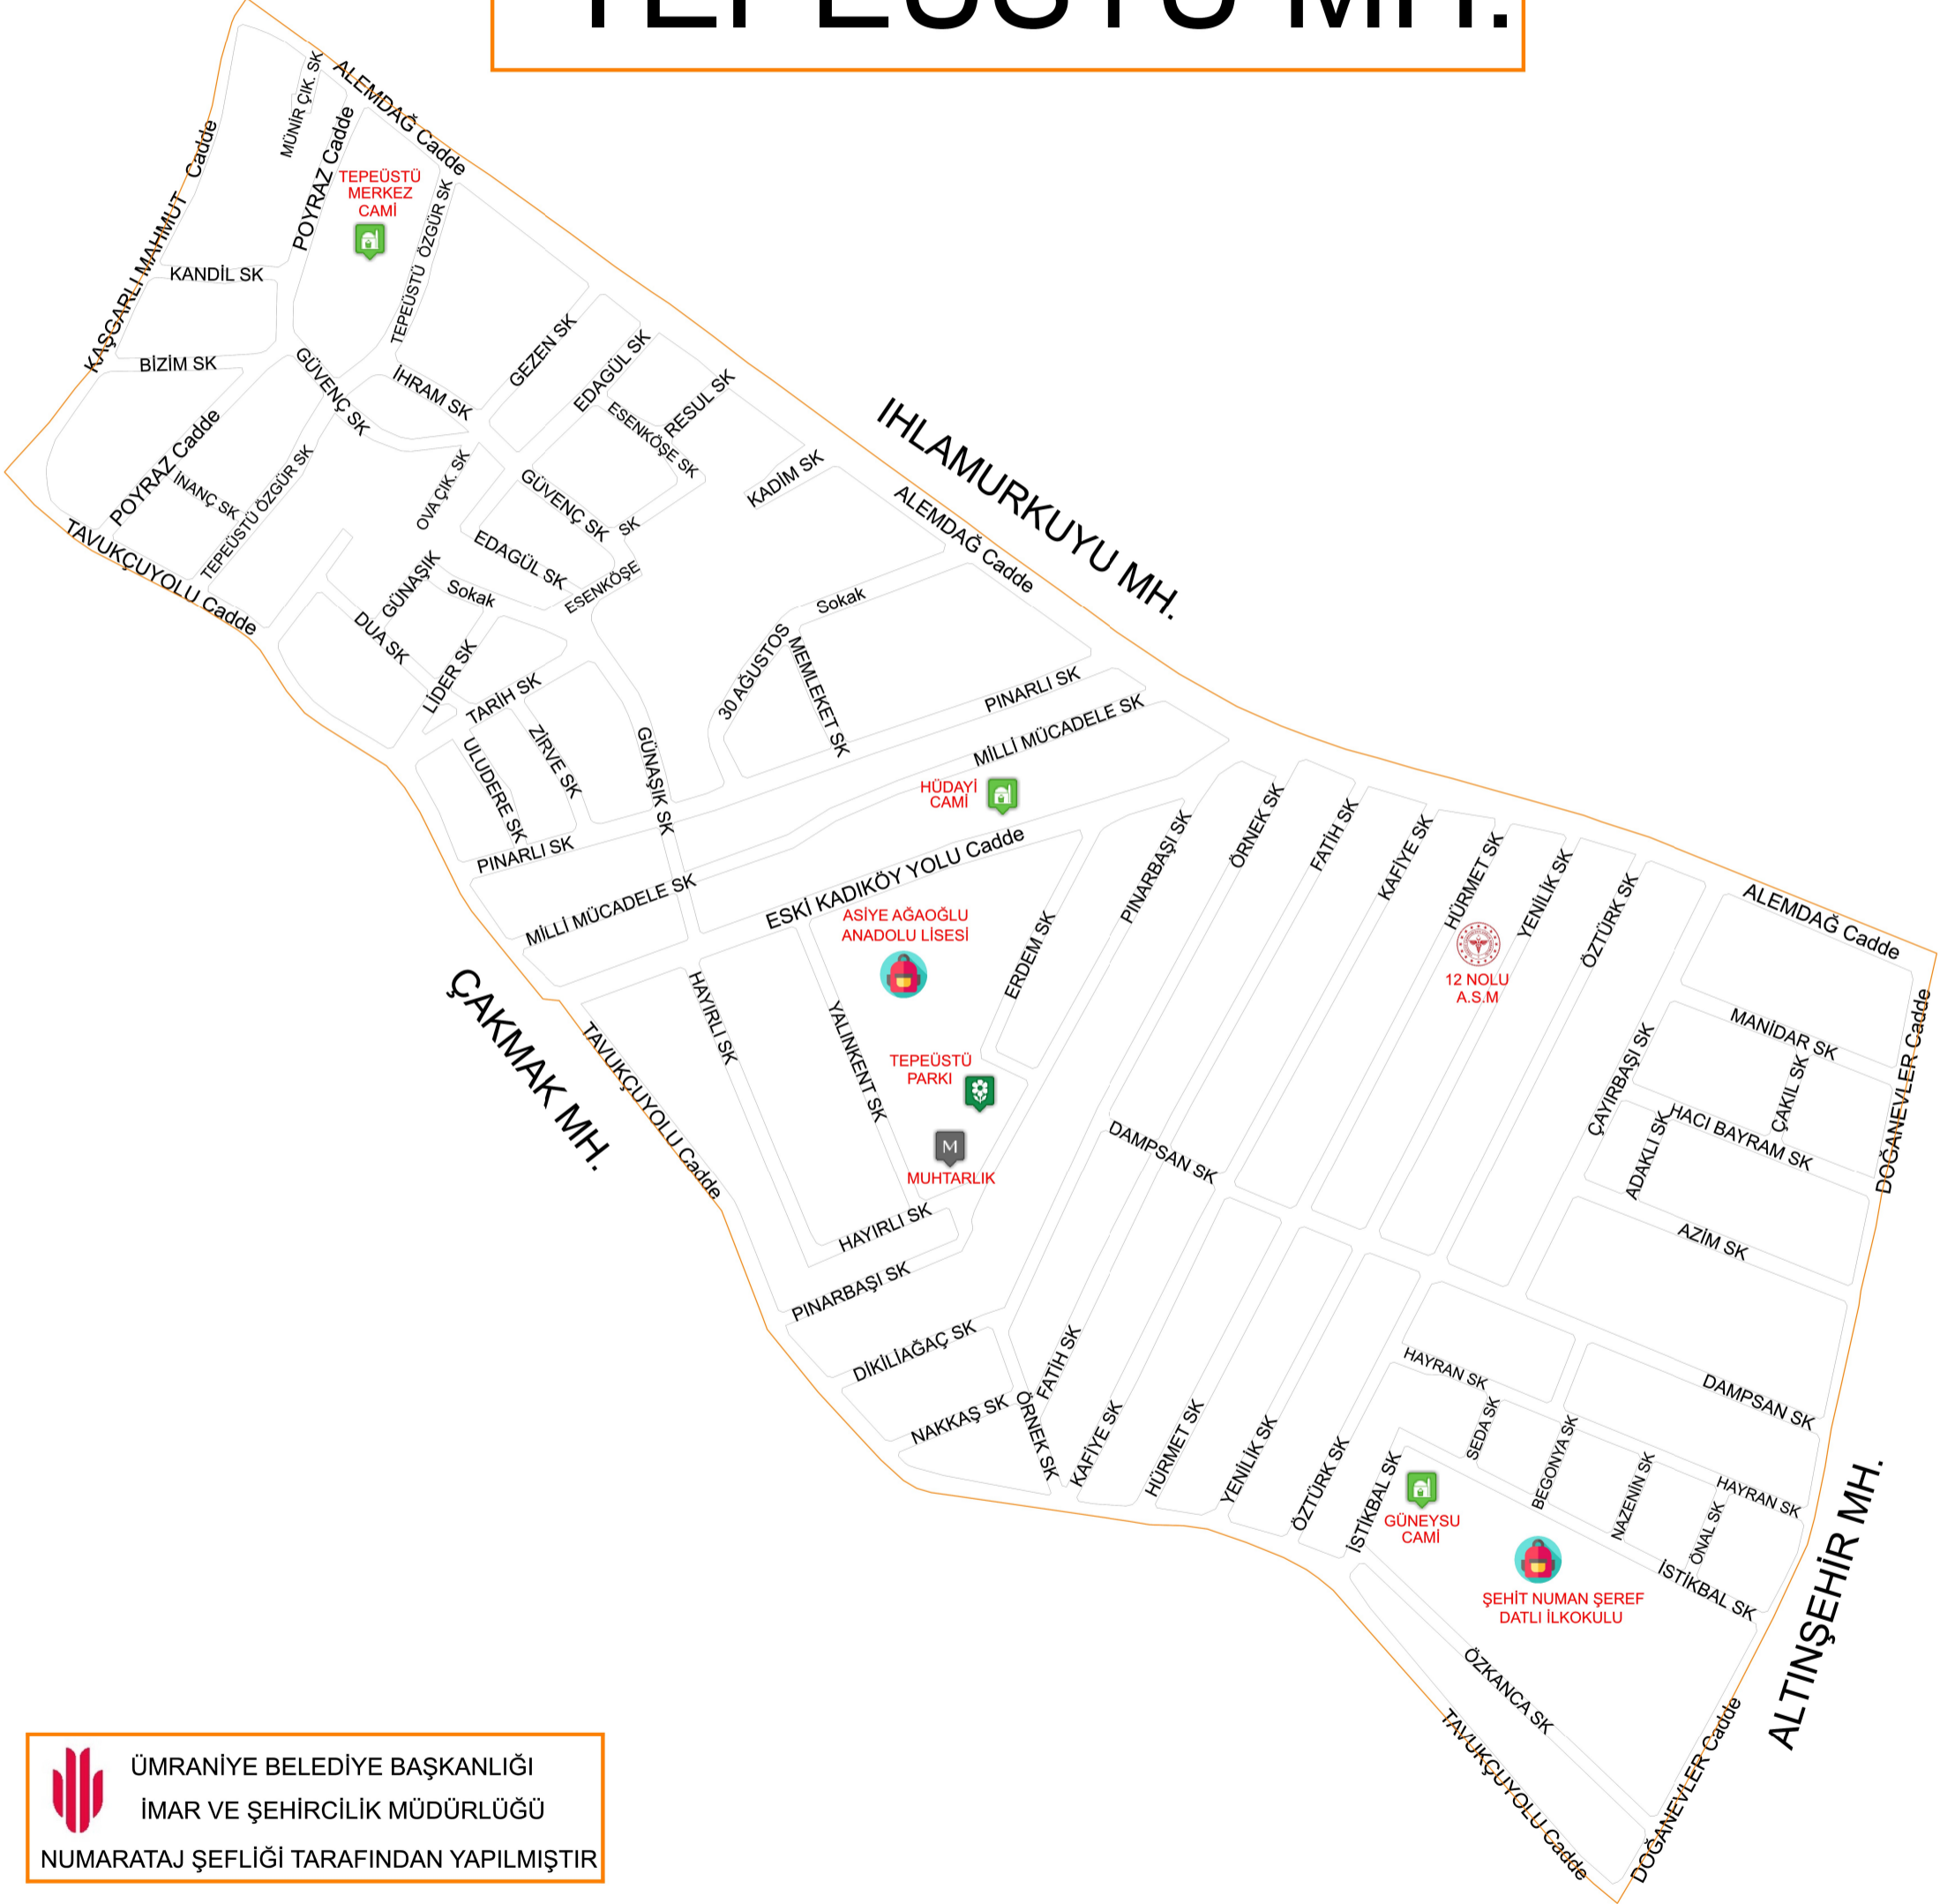 TEPEÜSTÜ MH.
MÜNİR ÇIK. SK
ALEMDAĞ Cadde
KAŞGARLI MAHMUT Cadde
POYRAZ Cadde
TEPEÜSTÜ
MERKEZ
CAMİ
TEPEÜSTÜ ÖZGÜR SK
KANDİL SK
BİZİM SK
GÜVENÇ SK
İHRAM SK
GEZEN SK
EDAGÜL SK
RESUL SK
ESENKÖŞE SK
KADİM SK
IHLAMURKUYU MH.
POYRAZ Cadde
İNANÇ SK
TEPEÜSTÜ ÖZGÜR SK
OVA ÇIK. SK
GÜVENÇ SK
ALEMDAĞ Cadde
TAVUKÇUYOLU Cadde
EDAGÜL SK
ESENKÖŞE SK
GÜNAŞIK Sokak
DUA SK
LİDER SK
TARİH SK
30 AĞUSTOS Sokak
MEMLEKET SK
PINARLI SK
MİLLİ MÜCADELE SK
ULUDERE SK
ZİRVE SK
GÜNAŞIK SK
HÜDAYİ
CAMİ
PINARLI SK
MİLLİ MÜCADELE SK
ESKİ KADIKÖY YOLU Cadde
PINARBAŞI SK
ÖRNEK SK
FATİH SK
KAFİYE SK
HÜRMET SK
YENİLİK SK
ÖZTÜRK SK
ALEMDAĞ Cadde
ASİYE AĞAOĞLU
ANADOLU LİSESİ
ERDEM SK
12 NOLU
A.S.M
ÇAKMAK MH.
HAYIRLI SK
YALINKENT SK
TAVUKÇUYOLU Cadde
TEPEÜSTÜ
PARKI
M
MUHTARLIK
DAMPSAN SK
ÇAYIRBAŞI SK
MANİDAR SK
ÇAKIL SK
HACI BAYRAM SK
ADAKLI SK
DOĞANEVLER Cadde
AZİM SK
HAYIRLI SK
PINARBAŞI SK
DİKİLİAĞAÇ SK
NAKKAŞ SK
ÖRNEK SK
FATİH SK
KAFİYE SK
HÜRMET SK
YENİLİK SK
ÖZTÜRK SK
HAYRAN SK
DAMPSAN SK
SEDA SK
BEGONYA SK
NAZENİN SK
HAYRAN SK
ÖNAL SK
İSTİKBAL SK
GÜNEYSU
CAMİ
ŞEHİT NUMAN ŞEREF
DATLI İLKOKULU
İSTİKBAL SK
ALTINŞEHİR MH.
ÖZKANCA SK
TAVUKÇUYOLU Cadde
DOĞANEVLER Cadde
ÜMRANİYE BELEDİYE BAŞKANLIĞI
İMAR VE ŞEHİRCİLİK MÜDÜRLÜĞÜ
NUMARATAJ ŞEFLİĞİ TARAFINDAN YAPILMIŞTIR